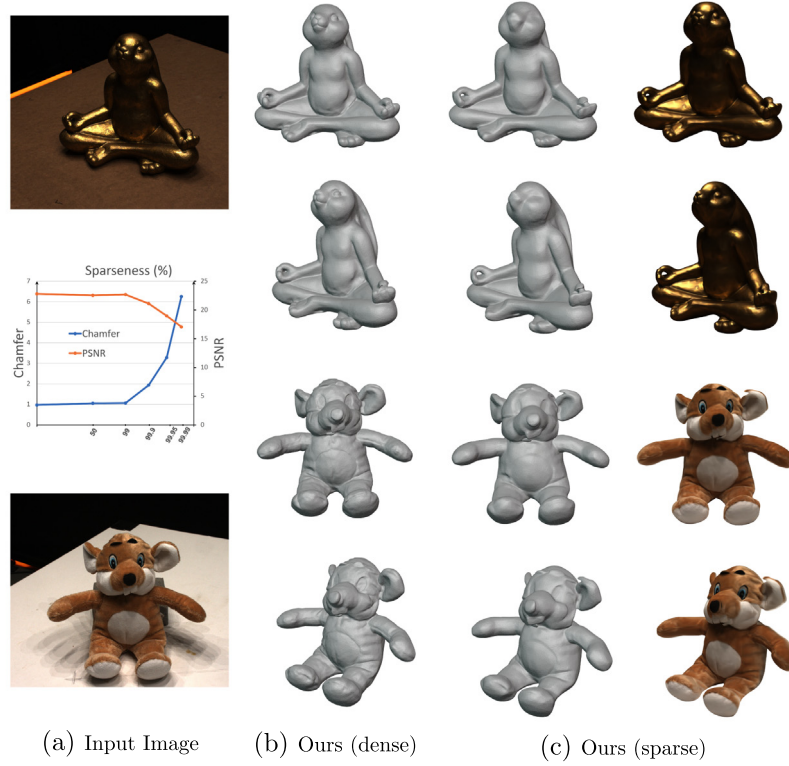 Sparseness (%)
7
6
5
4
3
2
1
0
Chamfer
25
20
15
10
5
0
PSNR
Chamfer
PSNR
50
99
99.9
99.95
99.99
(a) Input Image
(b) Ours (dense)
(c) Ours (sparse)